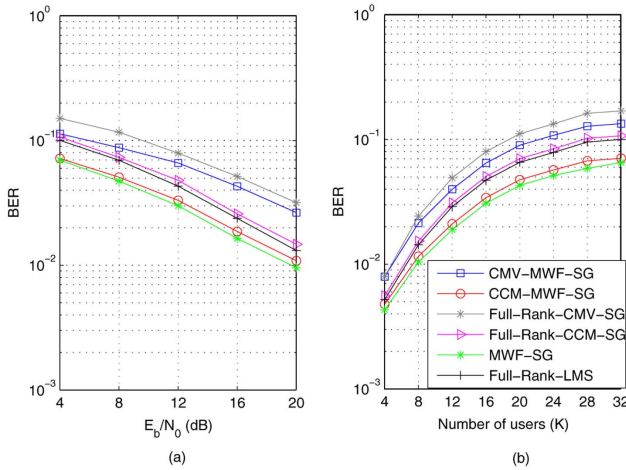 10^0
10^-1
10^-2
10^-3
BER
4 8 12 16 20
E_b/N_0 (dB)
(a)
10^0
10^-1
10^-2
10^-3
BER
CMV-MWF-SG
CCM-MWF-SG
Full-Rank-CMV-SG
Full-Rank-CCM-SG
MWF-SG
Full-Rank-LMS
4 8 12 16 20 24 28 32
Number of users (K)
(b)